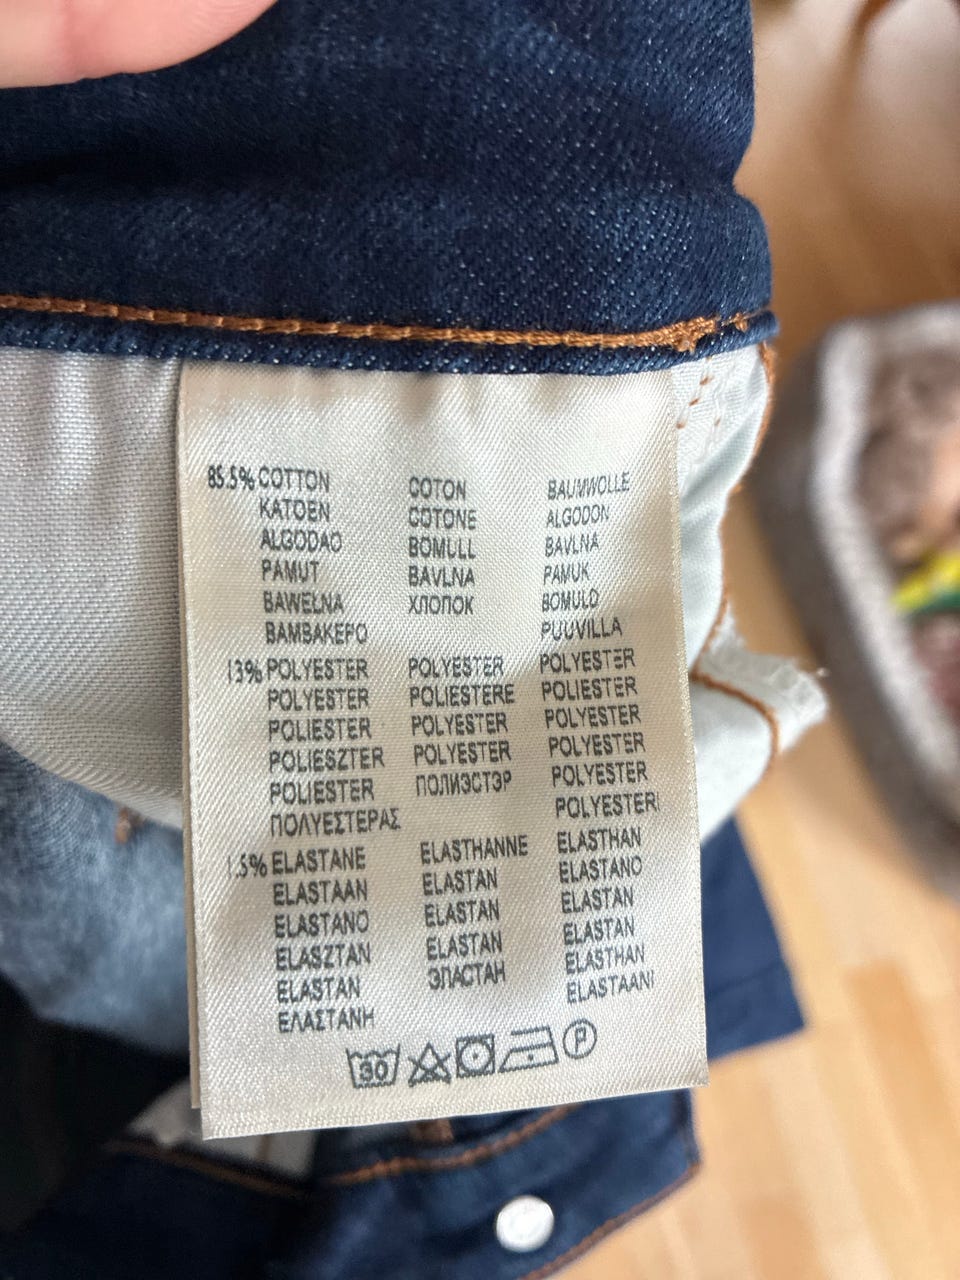 85.5% COTTON COTON BAUMWOLLE
KATOEN COTONE ALGODON
ALGODAO BOMULL BAVLNA
PAMUT BAVLNA PAMUK
BAWEŁNA ХЛОПОК BOMULD
ΒΑΜΒΑΚΕΡΟ PUUVILLA
13% POLYESTER POLYESTER POLYESTER
POLYESTER POLIESTERE POLIESTER
POLIESTER POLYESTER POLYESTER
POLIESZTER POLYESTER POLYESTER
POLIESTER ПОЛИЭСТЭР POLYESTER
ΠΟΛΥΕΣΤΕΡΑΣ POLYESTERI
1.5% ELASTANE ELASTHANNE ELASTHAN
ELASTAAN ELASTAN ELASTANO
ELASTANO ELASTAN ELASTAN
ELASZTAN ELASTAN ELASTAN
ELASTAN ЭЛАСТАН ELASTHAN
ΕΛΑΣΤΑΝΗ ELASTAANI
30 P